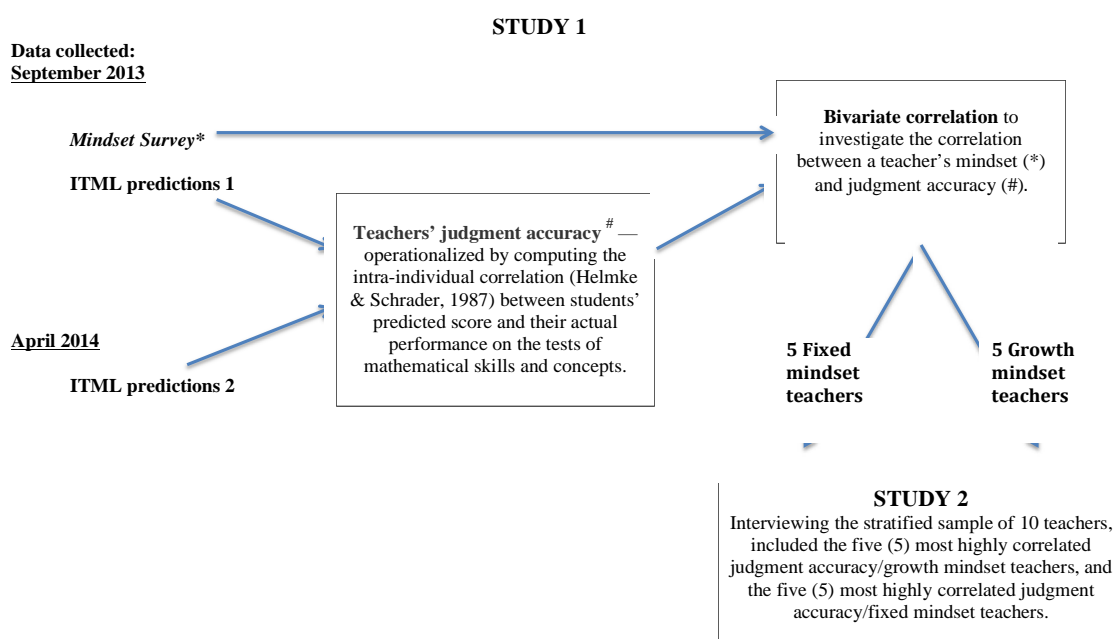 STUDY 1
Data collected:
September 2013
Mindset Survey*
ITML predictions 1
Teachers’ judgment accuracy # —
operationalized by computing the
intra-individual correlation (Helmke
& Schrader, 1987) between students’
predicted score and their actual
performance on the tests of
mathematical skills and concepts.
Bivariate correlation to
investigate the correlation
between a teacher’s mindset (*)
and judgment accuracy (#).
April 2014
ITML predictions 2
5 Fixed
mindset
teachers
5 Growth
mindset
teachers
STUDY 2
Interviewing the stratified sample of 10 teachers,
included the five (5) most highly correlated
judgment accuracy/growth mindset teachers, and
the five (5) most highly correlated judgment
accuracy/fixed mindset teachers.